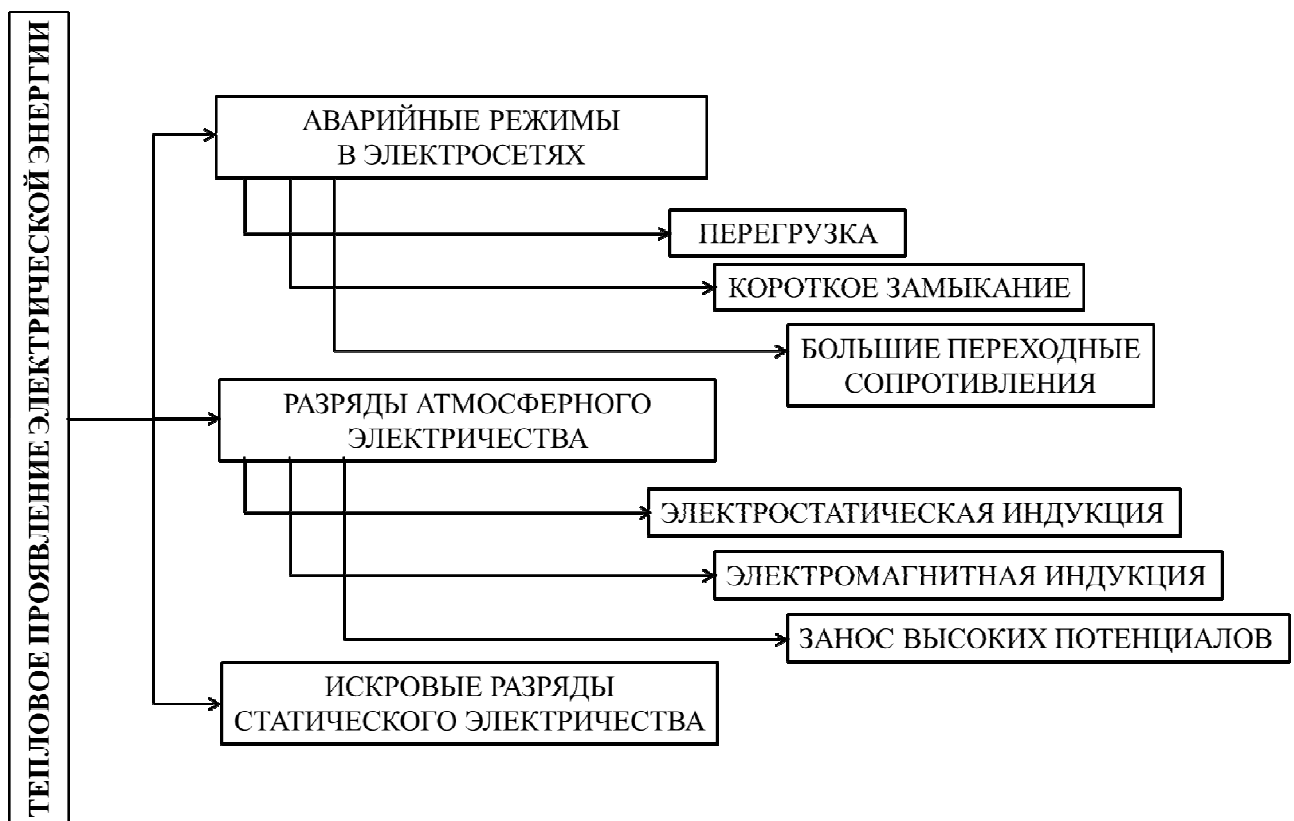 ТЕПЛОВОЕ ПРОЯВЛЕНИЕ ЭЛЕКТРИЧЕСКОЙ ЭНЕРГИИ
АВАРИЙНЫЕ РЕЖИМЫ
В ЭЛЕКТРОСЕТЯХ
ПЕРЕГРУЗКА
КОРОТКОЕ ЗАМЫКАНИЕ
БОЛЬШИЕ ПЕРЕХОДНЫЕ
СОПРОТИВЛЕНИЯ
РАЗРЯДЫ АТМОСФЕРНОГО
ЭЛЕКТРИЧЕСТВА
ЭЛЕКТРОСТАТИЧЕСКАЯ ИНДУКЦИЯ
ЭЛЕКТРОМАГНИТНАЯ ИНДУКЦИЯ
ЗАНОС ВЫСОКИХ ПОТЕНЦИАЛОВ
ИСКРОВЫЕ РАЗРЯДЫ
СТАТИЧЕСКОГО ЭЛЕКТРИЧЕСТВА